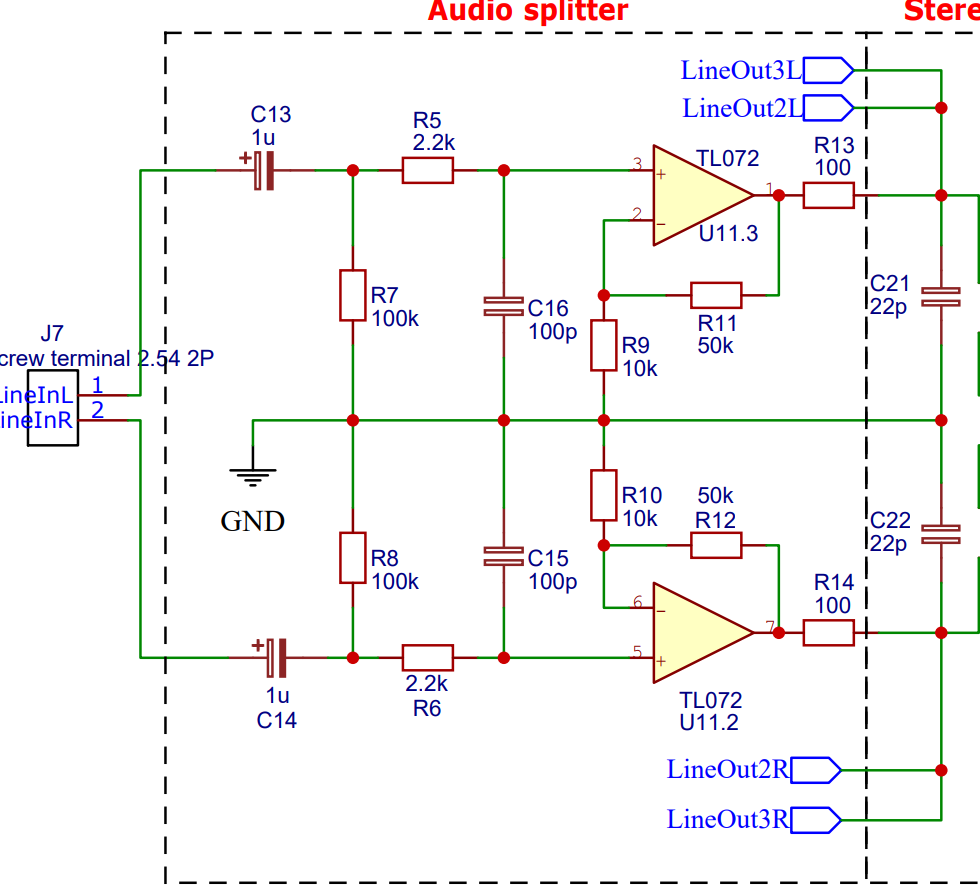 Audio splitter
Stere
LineOut3L
LineOut2L
C13
1u
R5
2.2k
R13
100
TL072
3
+
1
2
−
U11.3
R7
100k
C16
100p
R11
50k
R9
10k
C21
22p
J7
crew terminal 2.54 2P
LineInL
1
ineInR
2
GND
R10
10k
50k
R12
C22
22p
R8
100k
C15
100p
R14
100
6
−
7
5
+
1u
C14
2.2k
R6
TL072
U11.2
LineOut2R
LineOut3R